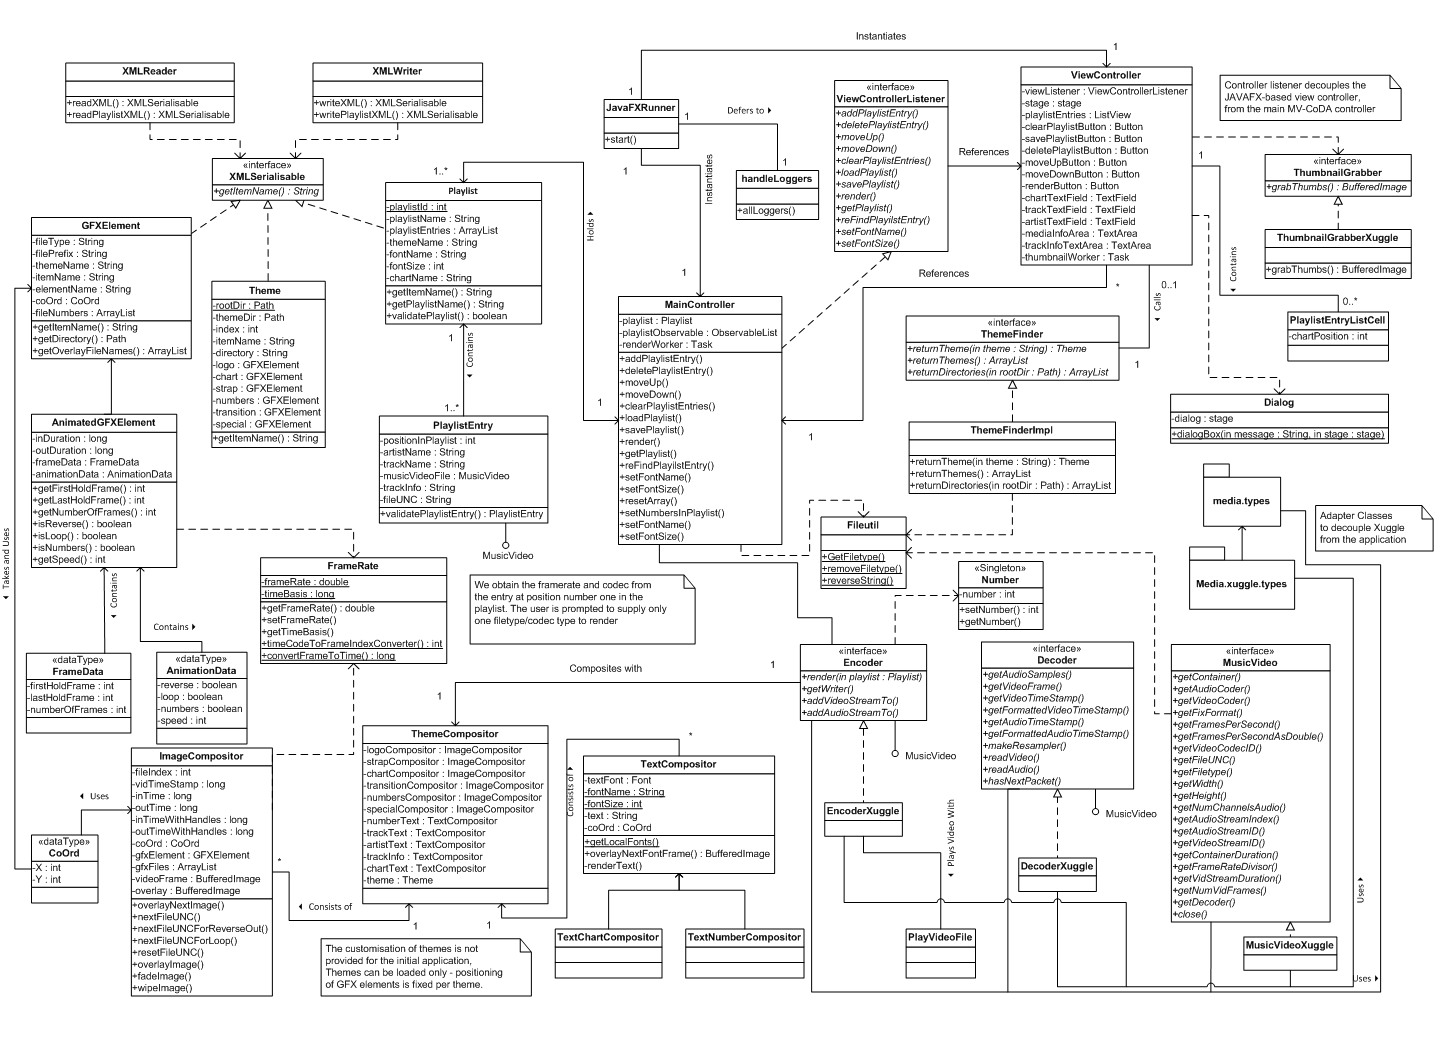 Instantiates
1
1
XMLReader
+readXML() : XMLSerialisable
+readPlaylistXML() : XMLSerialisable
XMLWriter
+writeXML() : XMLSerialisable
+writePlaylistXML() : XMLSerialisable
«interface»
XMLSerialisable
+getItemName() : String
JavaFXRunner
+start()
1
Defers to
1
handleLoggers
+allLoggers()
1
Instantiates
1
«interface»
ViewControllerListener
+addPlaylistEntry()
+deletePlaylistEntry()
+moveUp()
+moveDown()
+clearPlaylistEntries()
+loadPlaylist()
+savePlaylist()
+render()
+getPlaylist()
+reFindPlayilstEntry()
+setFontName()
+setFontSize()
References
ViewController
-viewListener : ViewControllerListener
-stage : stage
-playlistEntries : ListView
-clearPlaylistButton : Button
-savePlaylistButton : Button
-deletePlaylistButton : Button
-moveUpButton : Button
-moveDownButton : Button
-renderButton : Button
-chartTextField : TextField
-trackTextField : TextField
-artistTextField : TextField
-mediaInfoArea : TextArea
-trackInfoTextArea : TextArea
-thumbnailWorker : Task
Controller listener decouples the
JAVAFX-based view controller,
from the main MV-CoDA controller
«interface»
ThumbnailGrabber
+grabThumbs() : BufferedImage
ThumbnailGrabberXuggle
+grabThumbs() : BufferedImage
1
Contains
0..*
PlaylistEntryListCell
-chartPosition : int
Dialog
-dialog : stage
+dialogBox(in message : String, in stage : stage)
GFXElement
-fileType : String
-filePrefix : String
-themeName : String
-itemName : String
-elementName : String
-coOrd : CoOrd
-fileNumbers : ArrayList
+getItemName() : String
+getDirectory() : Path
+getOverlayFileNames() : ArrayList
Theme
-rootDir : Path
-themeDir : Path
-index : int
-itemName : String
-directory : String
-logo : GFXElement
-chart : GFXElement
-strap : GFXElement
-numbers : GFXElement
-transition : GFXElement
-special : GFXElement
+getItemName() : String
1..*
Playlist
-playlistId : int
-playlistName : String
-playlistEntries : ArrayList
-themeName : String
-fontName : String
-fontSize : int
-chartName : String
+getItemName() : String
+getPlaylistName() : String
+validatePlaylist() : boolean
Holds
1
1
Contains
1..*
PlaylistEntry
-positionInPlaylist : int
-artistName : String
-trackName : String
-musicVideoFile : MusicVideo
-trackInfo : String
-fileUNC : String
+validatePlaylistEntry() : PlaylistEntry
MusicVideo
MainController
-playlist : Playlist
-playlistObservable : ObservableList
-renderWorker : Task
+addPlaylistEntry()
+deletePlaylistEntry()
+moveUp()
+moveDown()
+clearPlaylistEntries()
+loadPlaylist()
+savePlaylist()
+render()
+getPlaylist()
+reFindPlayilstEntry()
+setFontName()
+setFontSize()
+resetArray()
+setNumbersInPlaylist()
+setFontName()
+setFontSize()
References
*
1
0..1
Calls
1
«interface»
ThemeFinder
+returnTheme(in theme : String) : Theme
+returnThemes() : ArrayList
+returnDirectories(in rootDir : Path) : ArrayList
ThemeFinderImpl
+returnTheme(in theme : String) : Theme
+returnThemes() : ArrayList
+returnDirectories(in rootDir : Path) : ArrayList
Fileutil
+GetFiletype()
+removeFiletype()
+reverseString()
«Singleton»
Number
-number : int
+setNumber() : int
+getNumber()
media.types
Media.xuggle.types
Adapter Classes
to decouple Xuggle
from the application
AnimatedGFXElement
-inDuration : long
-outDuration : long
-frameData : FrameData
-animationData : AnimationData
+getFirstHoldFrame() : int
+getLastHoldFrame() : int
+getNumberOfFrames() : int
+isReverse() : boolean
+isLoop() : boolean
+isNumbers() : boolean
+getSpeed() : int
Takes and Uses
Contains
Contains
FrameRate
-frameRate : double
-timeBasis : long
+getFrameRate() : double
+setFrameRate()
+getTimeBasis()
+timeCodeToFrameIndexConverter() : int
+convertFrameToTime() : long
We obtain the framerate and codec from
the entry at position number one in the
playlist. The user is prompted to supply only
one filetype/codec type to render
«dataType»
FrameData
-firstHoldFrame : int
-lastHoldFrame : int
-numberOfFrames : int
«dataType»
AnimationData
-reverse : boolean
-loop : boolean
-numbers : boolean
-speed : int
Composites with
1
1
«interface»
Encoder
+render(in playlist : Playlist)
+getWriter()
+addVideoStreamTo()
+addAudioStreamTo()
MusicVideo
«interface»
Decoder
+getAudioSamples()
+getVideoFrame()
+getVideoTimeStamp()
+getFormattedVideoTimeStamp()
+getAudioTimeStamp()
+getFormattedAudioTimeStamp()
+makeResampler()
+readVideo()
+readAudio()
+hasNextPacket()
MusicVideo
«interface»
MusicVideo
+getContainer()
+getAudioCoder()
+getVideoCoder()
+getFixFormat()
+getFramesPerSecond()
+getFramesPerSecondAsDouble()
+getVideoCodecID()
+getFileUNC()
+getFiletype()
+getWidth()
+getHeight()
+getNumChannelsAudio()
+getAudioStreamIndex()
+getAudioStreamID()
+getVideoStreamID()
+getContainerDuration()
+getFrameRateDivisor()
+getVidStreamDuration()
+getNumVidFrames()
+getDecoder()
+close()
ImageCompositor
-fileIndex : int
-vidTimeStamp : long
-inTime : long
-outTime : long
-inTimeWithHandles : long
-outTimeWithHandles : long
-coOrd : CoOrd
-gfxElement : GFXElement
-gfxFiles : ArrayList
-videoFrame : BufferedImage
-overlay : BufferedImage
+overlayNextImage()
+nextFileUNC()
+nextFileUNCForReverseOut()
+nextFileUNCForLoop()
+resetFileUNC()
+overlayImage()
+fadeImage()
+wipeImage()
Uses
«dataType»
CoOrd
-X : int
-Y : int
ThemeCompositor
-logoCompositor : ImageCompositor
-strapCompositor : ImageCompositor
-chartCompositor : ImageCompositor
-transitionCompositor : ImageCompositor
-numbersCompositor : ImageCompositor
-specialCompositor : ImageCompositor
-numberText : TextCompositor
-trackText : TextCompositor
-artistText : TextCompositor
-trackInfo : TextCompositor
-chartText : TextCompositor
-theme : Theme
*
Consists of
1
1
Consists of
*
TextCompositor
-textFont : Font
-fontName : String
-fontSize : int
-text : String
-coOrd : CoOrd
+getLocalFonts()
+overlayNextFontFrame() : BufferedImage
-renderText()
TextChartCompositor
TextNumberCompositor
EncoderXuggle
Plays Video With
PlayVideoFile
DecoderXuggle
MusicVideoXuggle
Uses
Uses
The customisation of themes is not
provided for the initial application,
Themes can be loaded only - positioning
of GFX elements is fixed per theme.